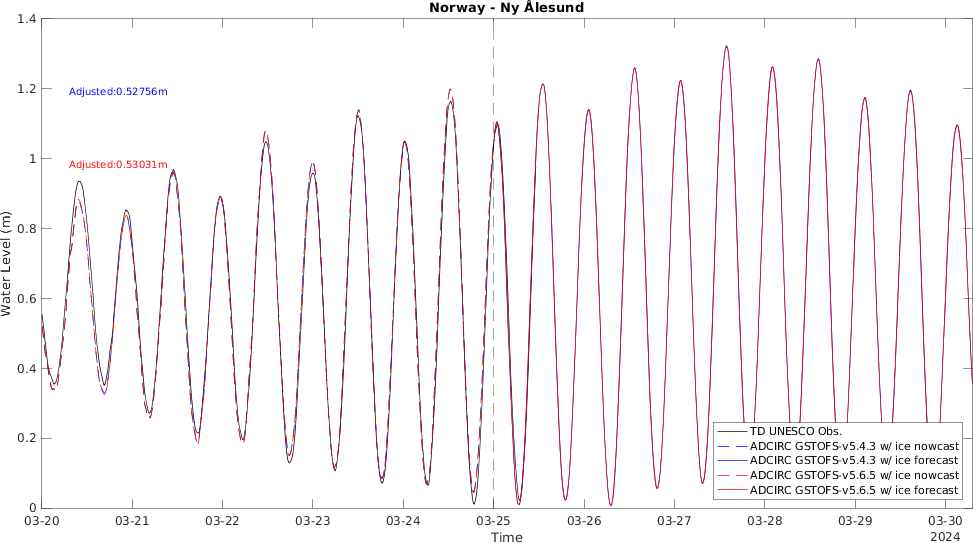 Norway - Ny Ålesund
1.4
1.2
1
0.8
0.6
0.4
0.2
0
Water Level (m)
Adjusted:0.52756m
Adjusted:0.53031m
TD UNESCO Obs.
ADCIRC GSTOFS-v5.4.3 w/ ice nowcast
ADCIRC GSTOFS-v5.4.3 w/ ice forecast
ADCIRC GSTOFS-v5.6.5 w/ ice nowcast
ADCIRC GSTOFS-v5.6.5 w/ ice forecast
03-20 03-21 03-22 03-23 03-24 03-25 03-26 03-27 03-28 03-29 03-30
Time
2024